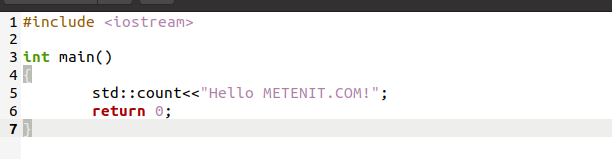 1 #include <iostream>
2
3 int main()
4 {
5 std::count<<"Hello METENIT.COM!";
6 return 0;
7 }